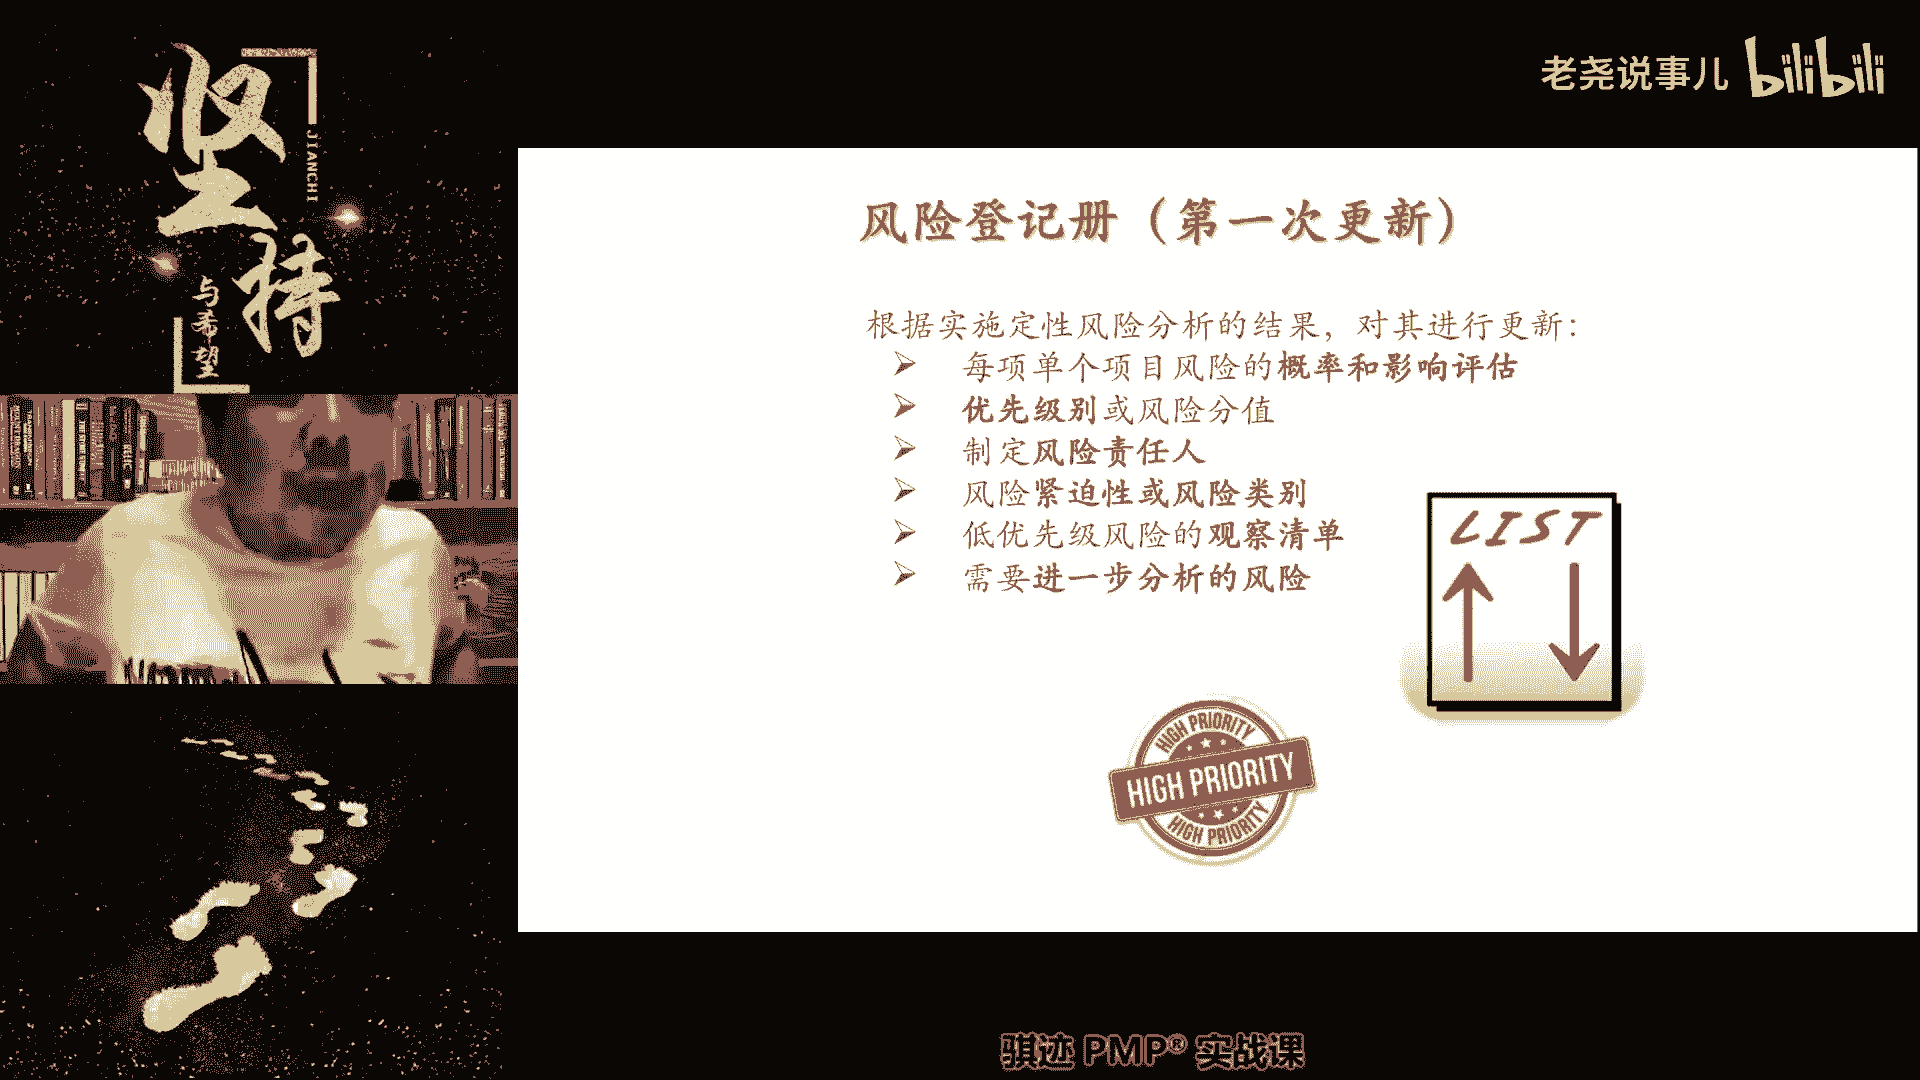 坚持
JIANCHI
与希望
老尧说事儿 bilibili
风险登记册（第一次更新）
根据实施定性风险分析的结果，对其进行更新：
➢ 每项单个项目风险的概率和影响评估
➢ 优先级别或风险分值
➢ 制定风险责任人
➢ 风险紧迫性或风险类别
➢ 低优先级风险的观察清单
➢ 需要进一步分析的风险
LIST
HIGH PRIORITY
HIGH PRIORITY
HIGH PRIORITY
骐迹 PMP® 实战课